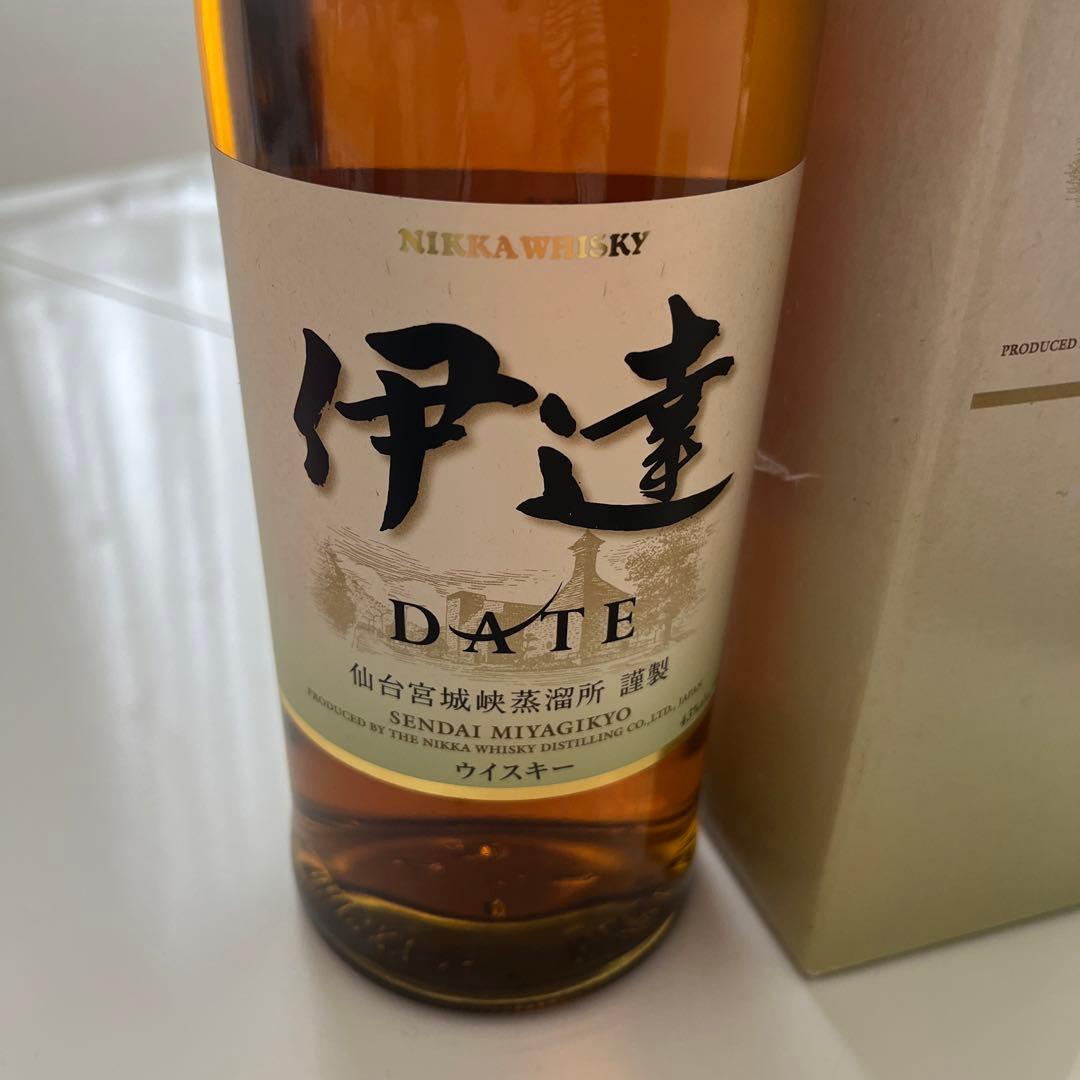 NIKKA WHISKY
伊達
DATE
仙台宮城峡蒸溜所 謹製
SENDAI MIYAGIKYO
PRODUCED BY THE NIKKA WHISKY DISTILLING CO.,LTD., JAPAN
ウイスキー
PRODUCED